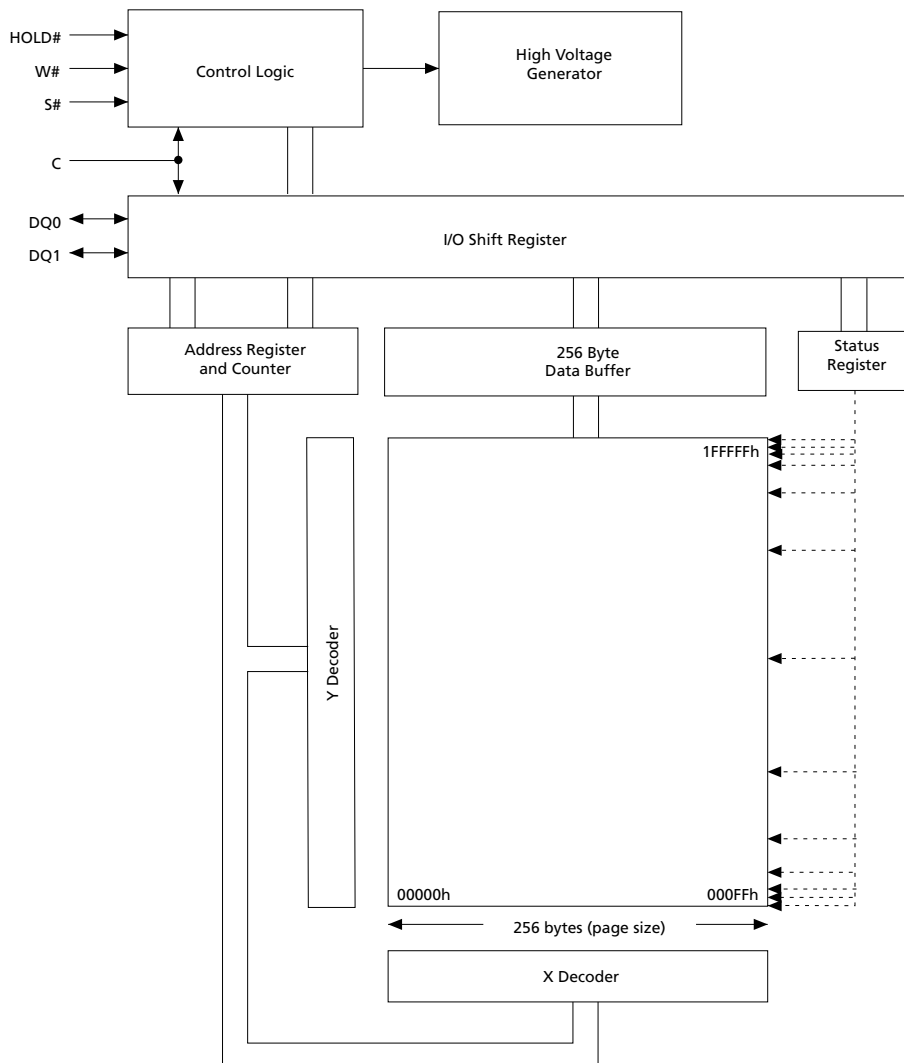 HOLD#
W#
S#
Control Logic
High Voltage
Generator
C
DQ0
DQ1
I/O Shift Register
Address Register
and Counter
256 Byte
Data Buffer
Status
Register
1FFFFFh
Y Decoder
00000h
000FFh
256 bytes (page size)
X Decoder